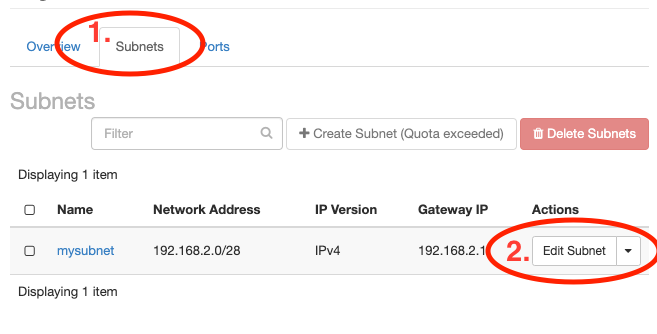 1.
Overview Subnets Ports
Subnets
Filter Create Subnet (Quota exceeded) Delete Subnets
Displaying 1 item
Name Network Address IP Version Gateway IP Actions
mysubnet 192.168.2.0/28 IPv4 192.168.2.1 2. Edit Subnet
Displaying 1 item